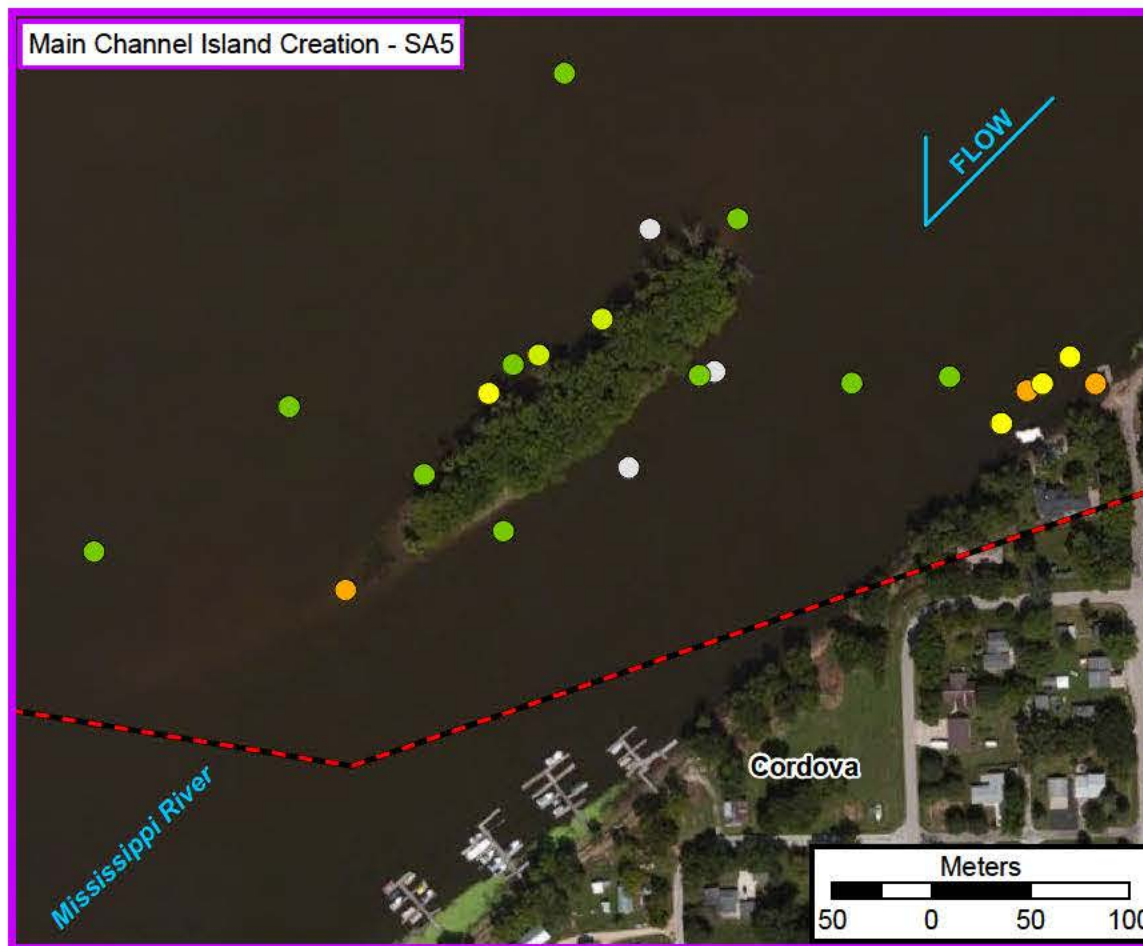 Main Channel Island Creation - SA5
FLOW
Cordova
Mississippi River
Meters
50 0 50 100